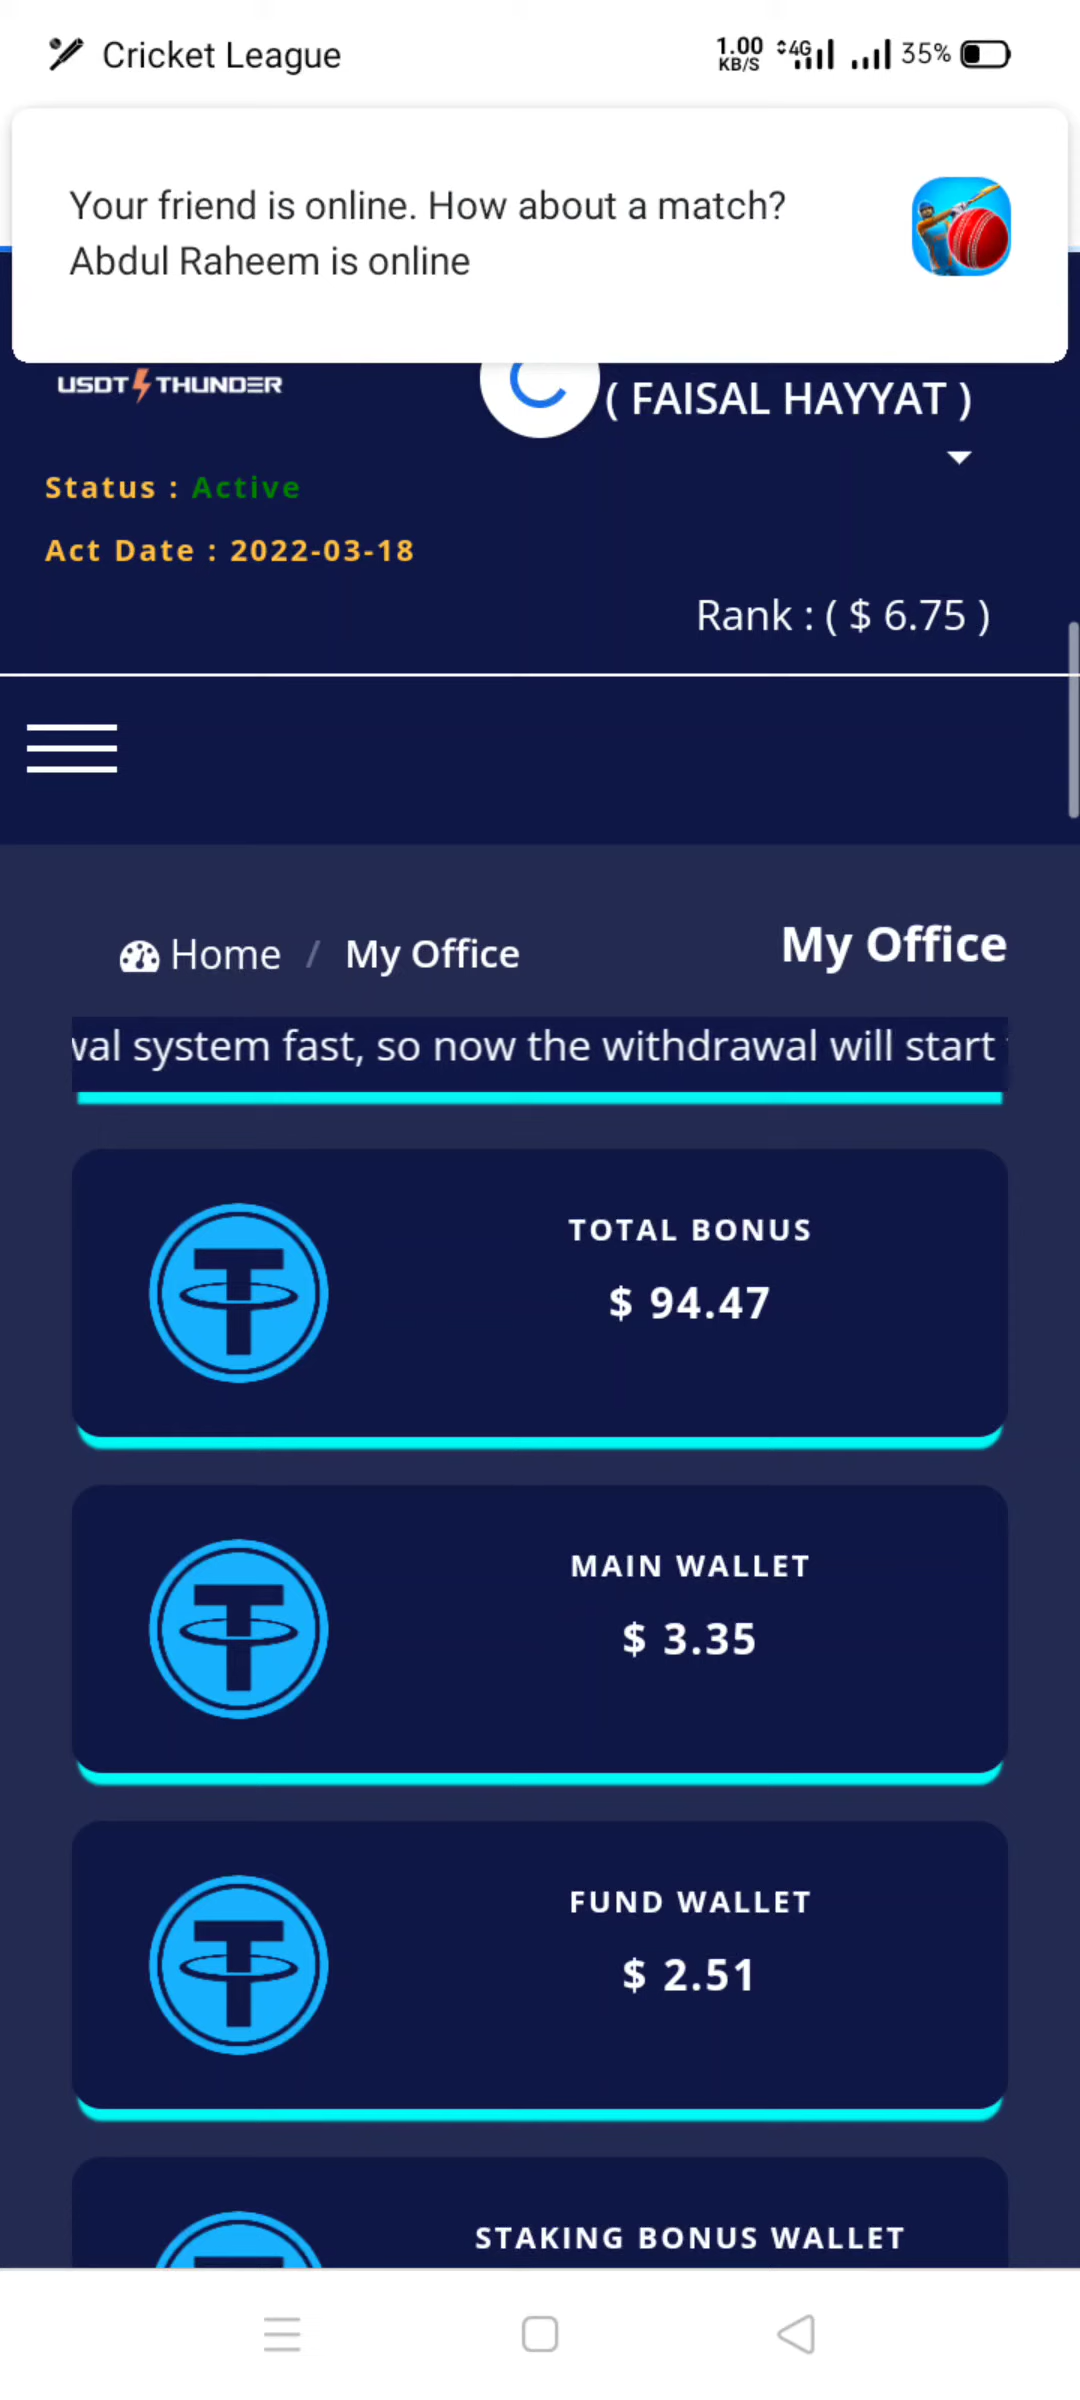 Cricket League
1.00 KB/S 4G 35%
Your friend is online. How about a match?
Abdul Raheem is online
USDT THUNDER
( FAISAL HAYYAT )
Status : Active
Act Date : 2022-03-18
Rank : ( $ 6.75 )
Home / My Office
My Office
wal system fast, so now the withdrawal will start
TOTAL BONUS
$ 94.47
MAIN WALLET
$ 3.35
FUND WALLET
$ 2.51
STAKING BONUS WALLET